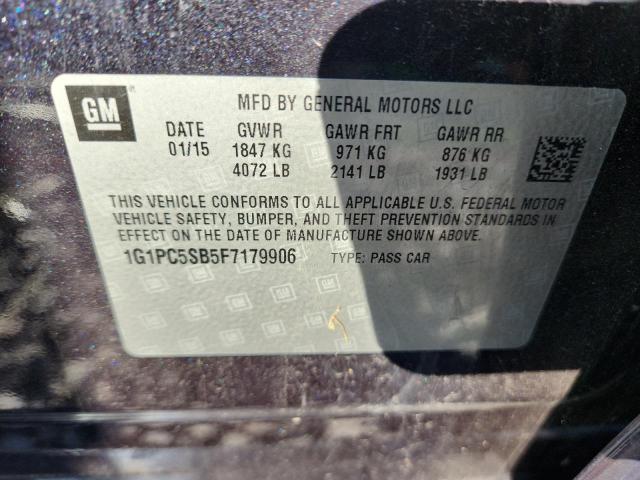 GM
MFD BY GENERAL MOTORS LLC
DATE GVWR GAWR FRT GAWR RR
01/15 1847 KG 971 KG 876 KG
4072 LB 2141 LB 1931 LB
THIS VEHICLE CONFORMS TO ALL APPLICABLE U.S. FEDERAL MOTOR
VEHICLE SAFETY, BUMPER, AND THEFT PREVENTION STANDARDS IN
EFFECT ON THE DATE OF MANUFACTURE SHOWN ABOVE.
1G1PC5SB5F7179906 TYPE: PASS CAR